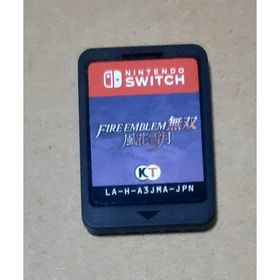 NINTENDO
SWITCH
FIRE EMBLEM 無双
風花雪月
KT
LA-H-A3JMA-JPN